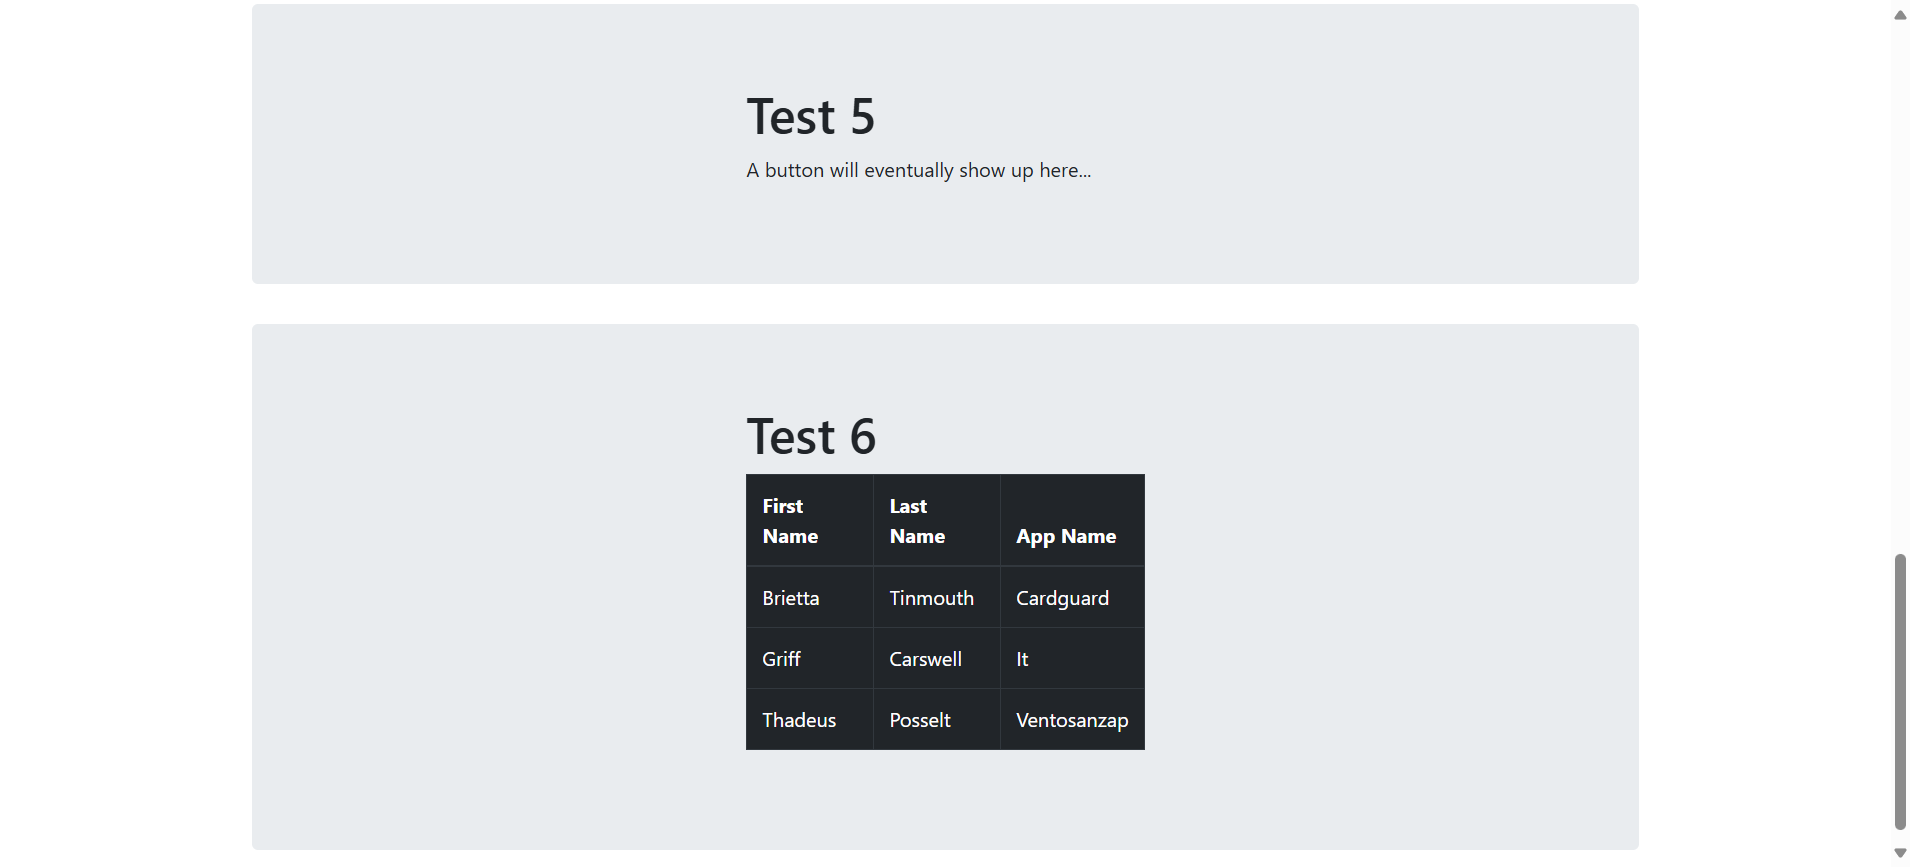 Test 5
A button will eventually show up here...
Test 6
First Name Last Name App Name
Brietta Tinmouth Cardguard
Griff Carswell It
Thadeus Posselt Ventosanzap